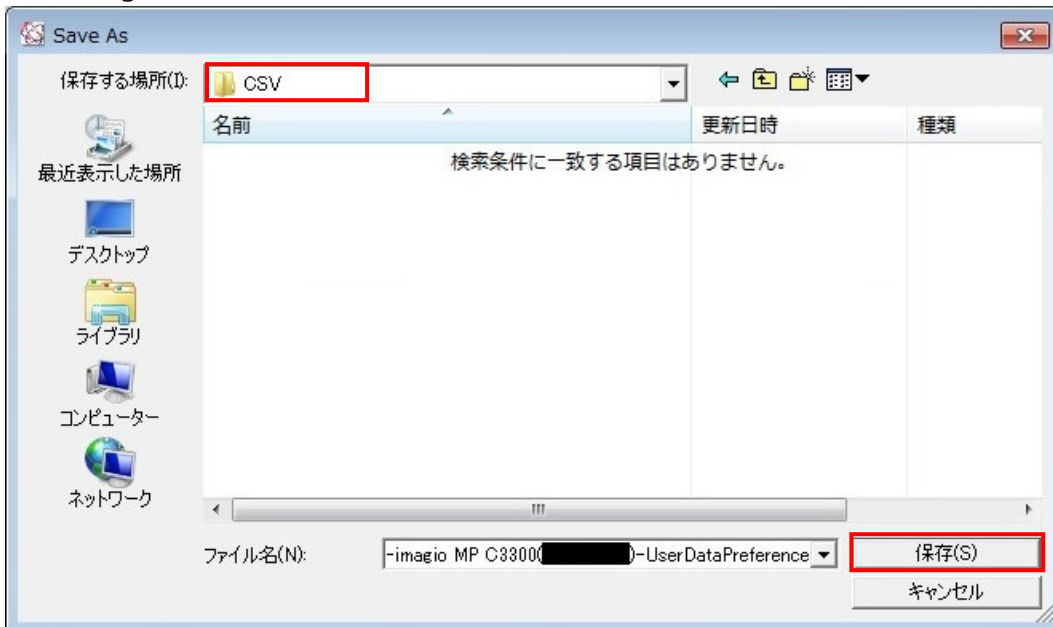 Save As
保存する場所(I):
CSV
名前
更新日時
種類
検索条件に一致する項目はありません。
最近表示した場所
デスクトップ
ライブラリ
コンピューター
ネットワーク
ファイル名(N):
-imagio MP C3300(
)-UserDataPreference
保存(S)
キャンセル